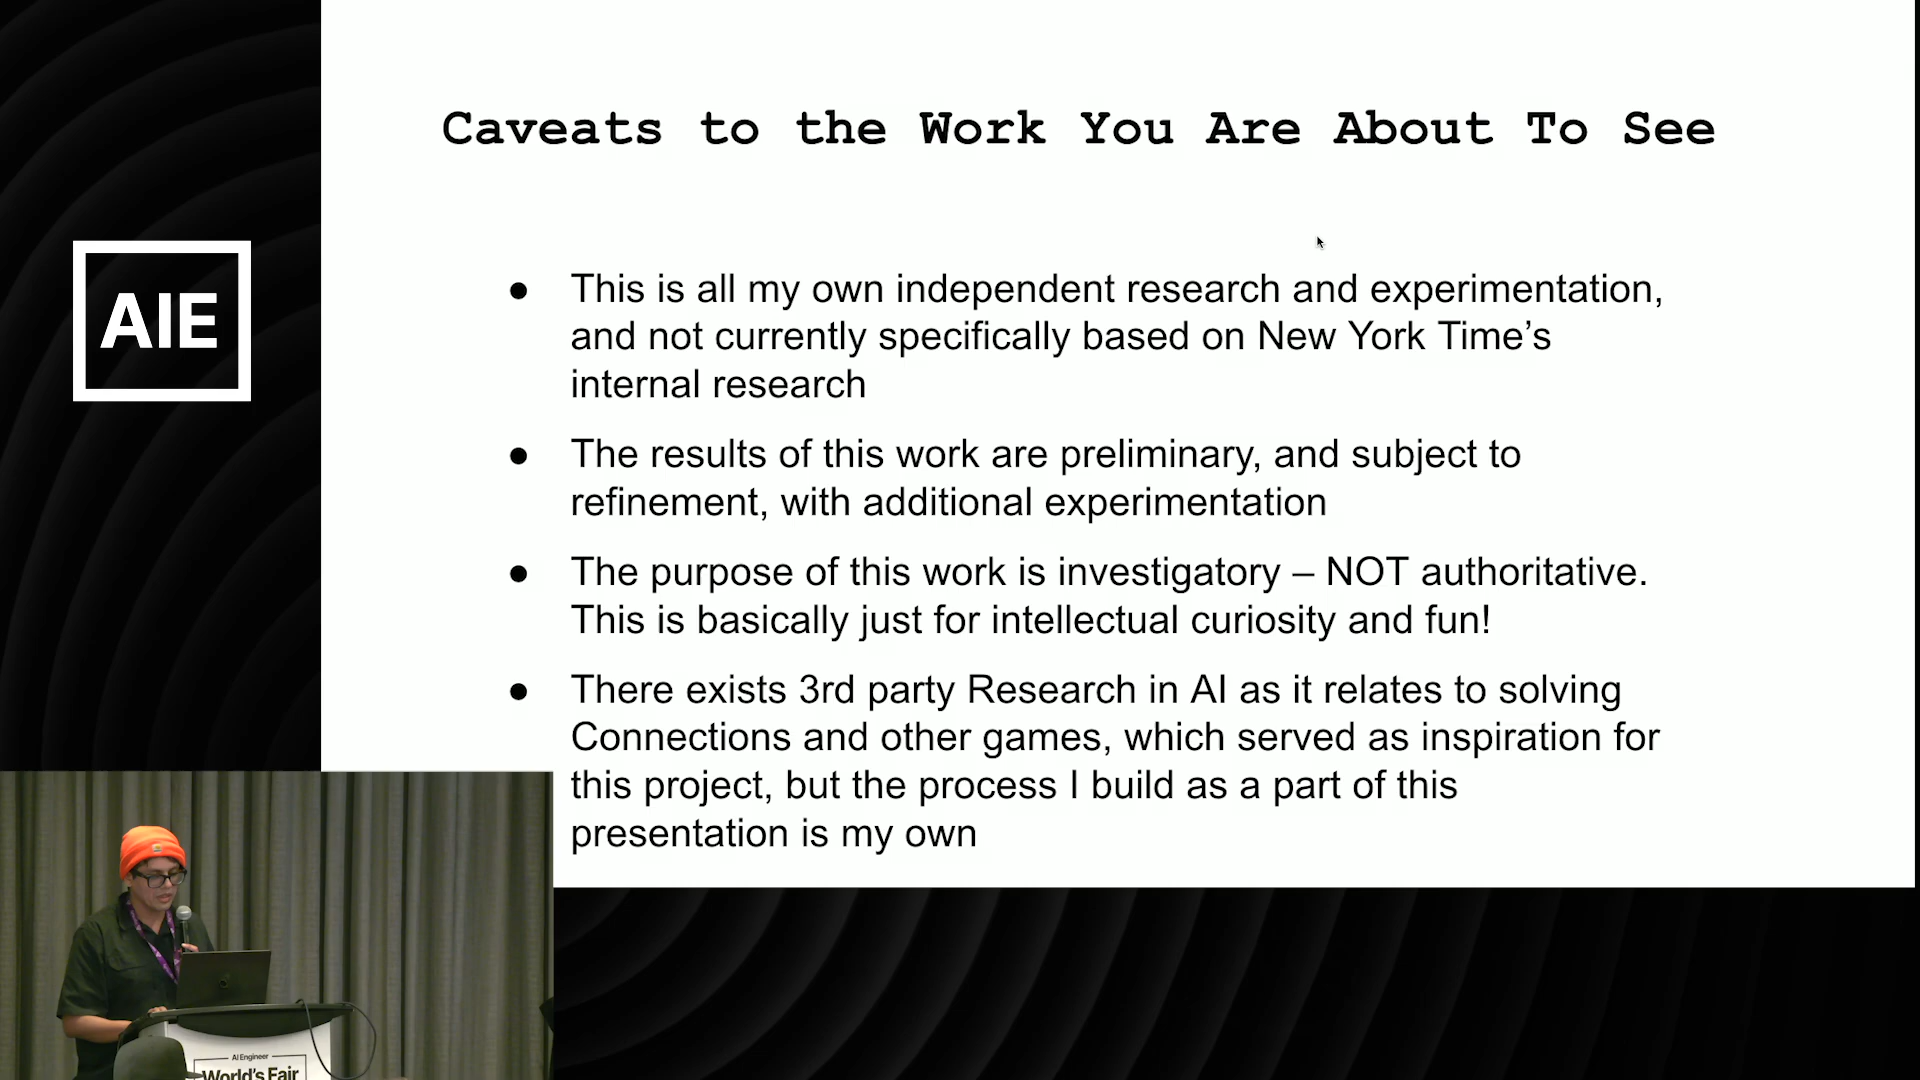 Caveats to the Work You Are About To See
AIE
● This is all my own independent research and experimentation,
and not currently specifically based on New York Time’s
internal research
● The results of this work are preliminary, and subject to
refinement, with additional experimentation
● The purpose of this work is investigatory – NOT authoritative.
This is basically just for intellectual curiosity and fun!
● There exists 3rd party Research in AI as it relates to solving
Connections and other games, which served as inspiration for
this project, but the process I build as a part of this
presentation is my own
AI Engineer
World's Fair